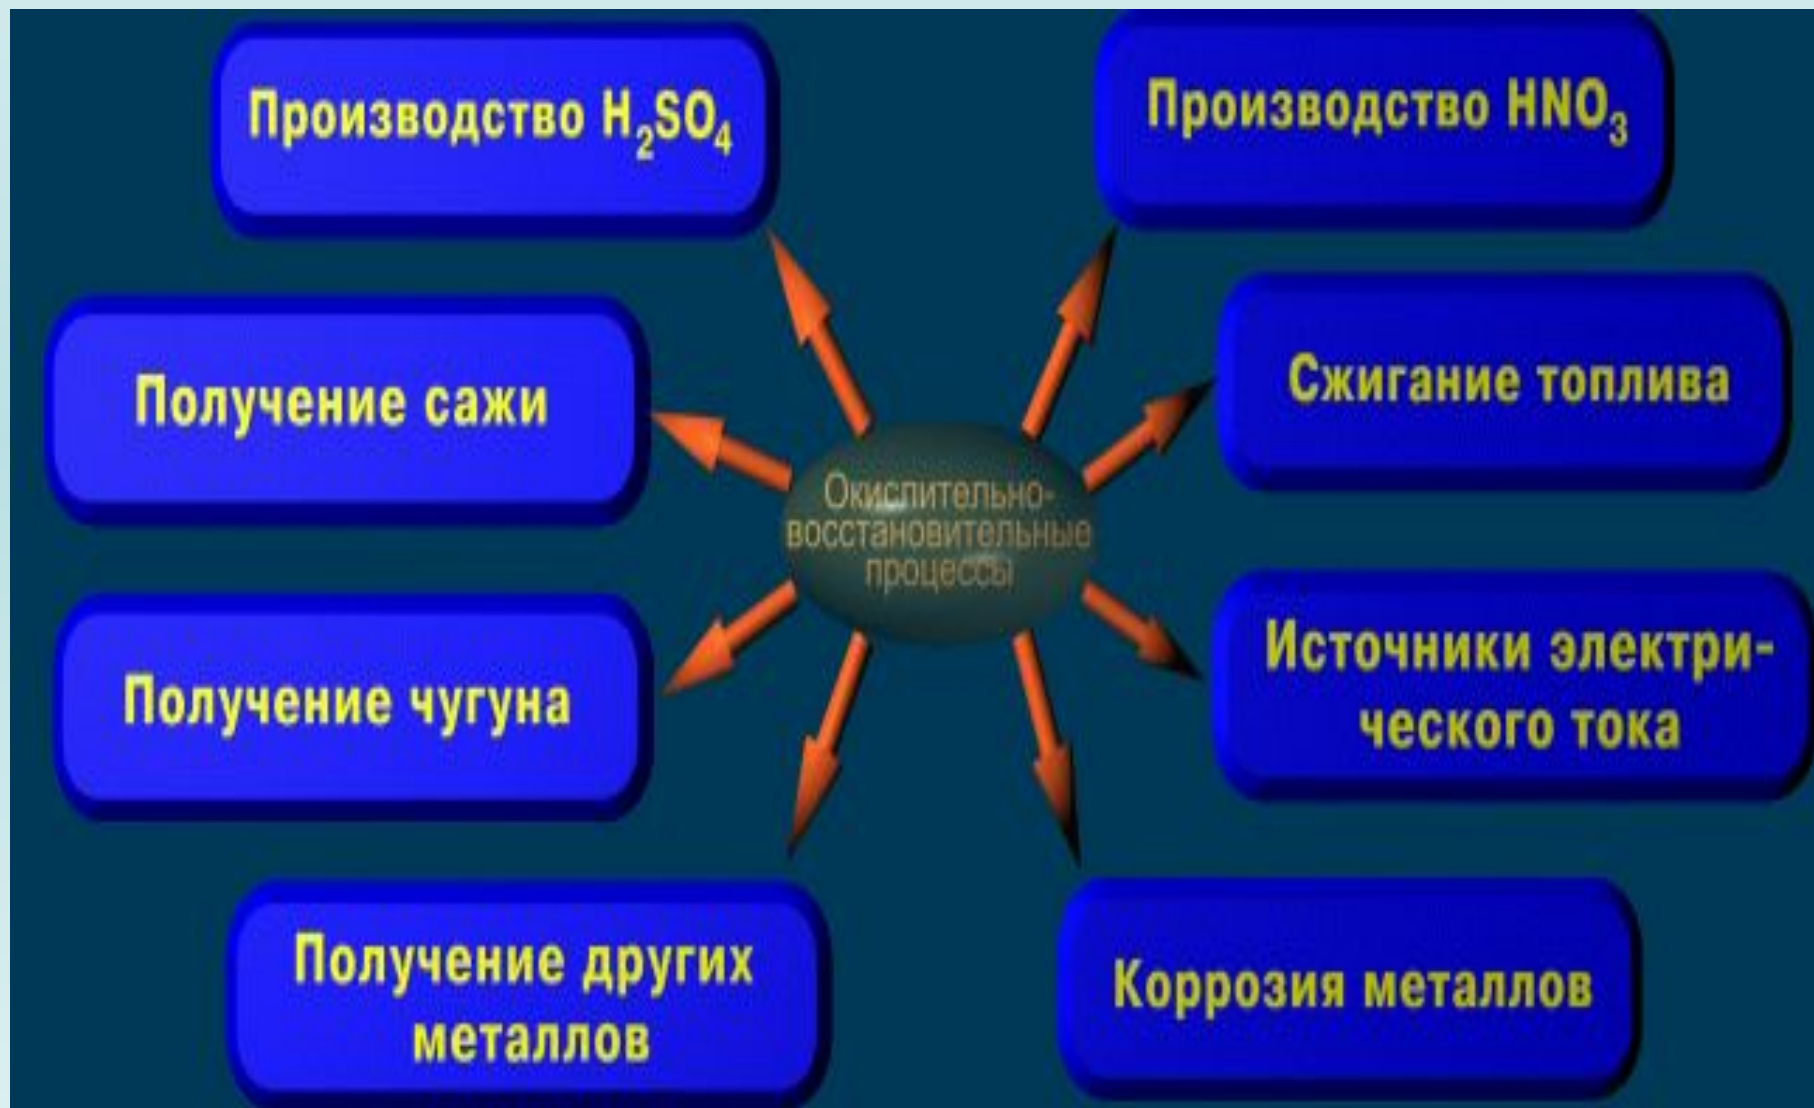 Производство H₂SO₄
Производство HNO₃
Получение сажи
Сжигание топлива
Окислительно-
восстановительные
процессы
Получение чугуна
Источники электри-
ческого тока
Получение других
металлов
Коррозия металлов